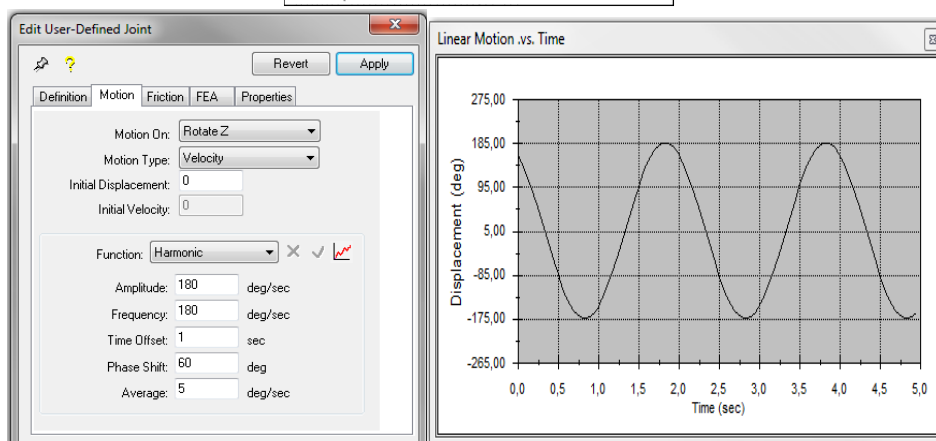 Edit User-Defined Joint
x
?
Revert
Apply
Definition
Motion
Friction
FEA
Properties
Motion On: Rotate Z
Motion Type: Velocity
Initial Displacement: 0
Initial Velocity: 0
Function: Harmonic
Amplitude: 180 deg/sec
Frequency: 180 deg/sec
Time Offset: 1 sec
Phase Shift: 60 deg
Average: 5 deg/sec
Linear Motion .vs. Time
275,00
185,00
95,00
5,00
-85,00
-175,00
-265,00
Displacement (deg)
0,0 0,5 1,0 1,5 2,0 2,5 3,0 3,5 4,0 4,5 5,0
Time (sec)